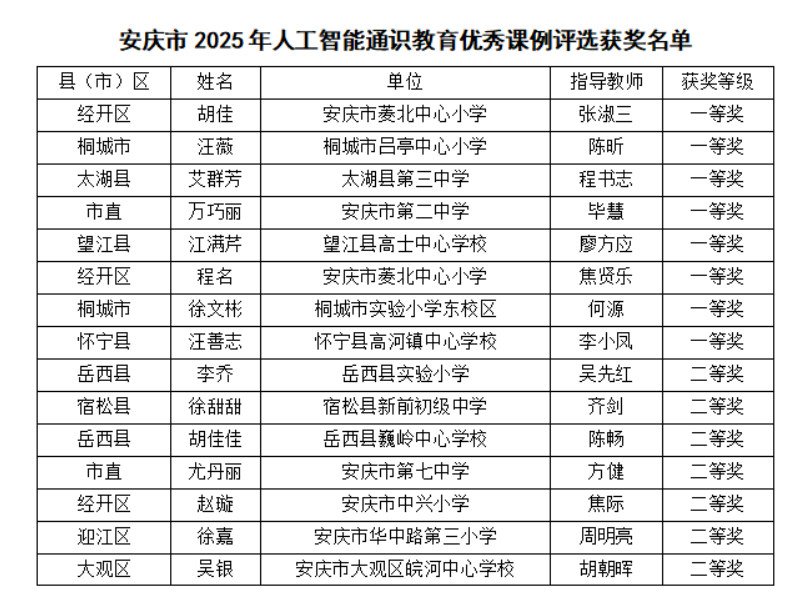 安庆市 2025 年人工智能通识教育优秀课例评选获奖名单
县（市）区 姓名 单位 指导教师 获奖等级
经开区 胡佳 安庆市菱北中心小学 张淑三 一等奖
桐城市 汪薇 桐城市吕亭中心小学 陈昕 一等奖
太湖县 艾群芳 太湖县第三中学 程书志 一等奖
市直 万巧丽 安庆市第二中学 毕慧 一等奖
望江县 江满芹 望江县高士中心学校 廖方应 一等奖
经开区 程名 安庆市菱北中心小学 焦贤乐 一等奖
桐城市 徐文彬 桐城市实验小学东校区 何源 一等奖
怀宁县 汪善志 怀宁县高河镇中心学校 李小凤 一等奖
岳西县 李乔 岳西县实验小学 吴先红 二等奖
宿松县 徐甜甜 宿松县新前初级中学 齐剑 二等奖
岳西县 胡佳佳 岳西县巍岭中心学校 陈畅 二等奖
市直 尤丹丽 安庆市第七中学 方健 二等奖
经开区 赵璇 安庆市中兴小学 焦际 二等奖
迎江区 徐嘉 安庆市华中路第三小学 周明亮 二等奖
大观区 吴银 安庆市大观区皖河中心学校 胡朝晖 二等奖